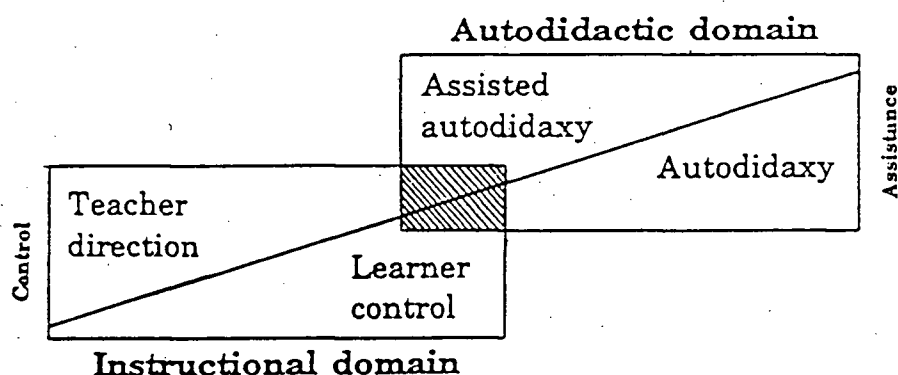 Autodidactic domain
Assisted
autodidaxy
Autodidaxy
Assistance
Teacher
direction
Control
Learner
control
Instructional domain